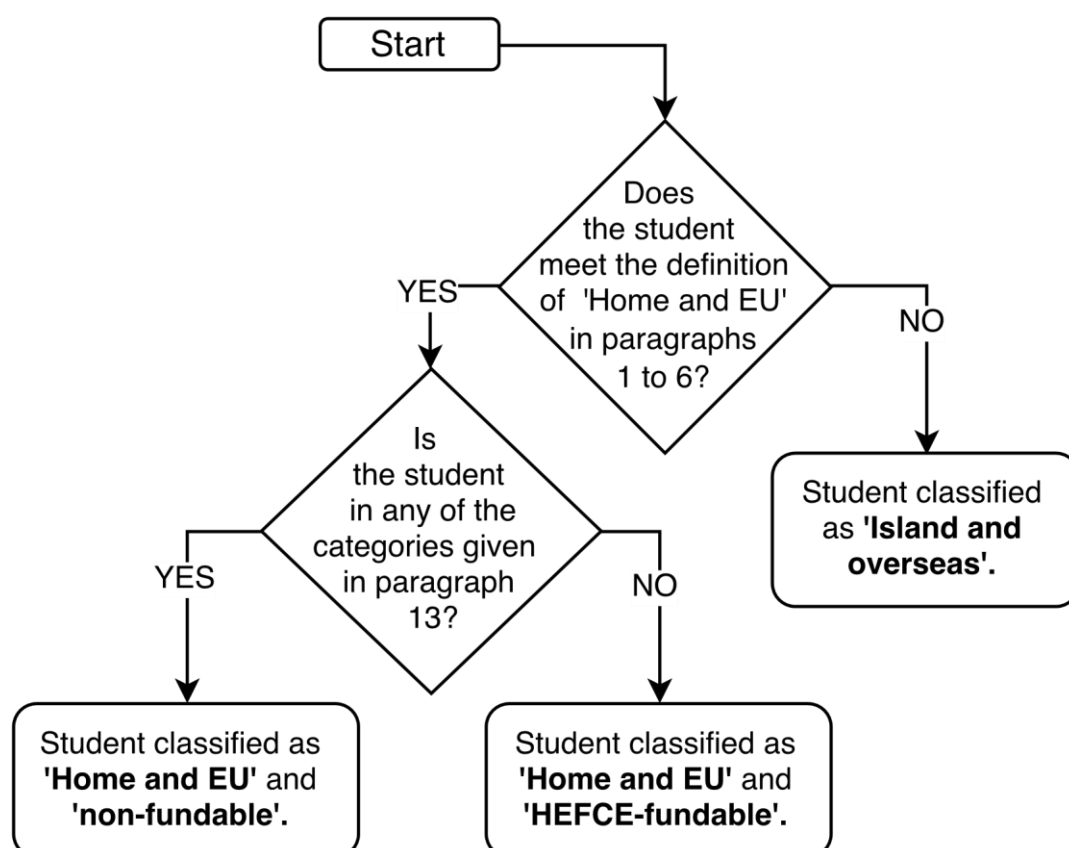 Start
Does
the student
meet the definition
of 'Home and EU'
in paragraphs
1 to 6?
YES
NO
Is
the student
in any of the
categories given
in paragraph
13?
Student classified
as 'Island and
overseas'.
YES
NO
Student classified as
'Home and EU' and
'non-fundable'.
Student classified as
'Home and EU' and
'HEFCE-fundable'.